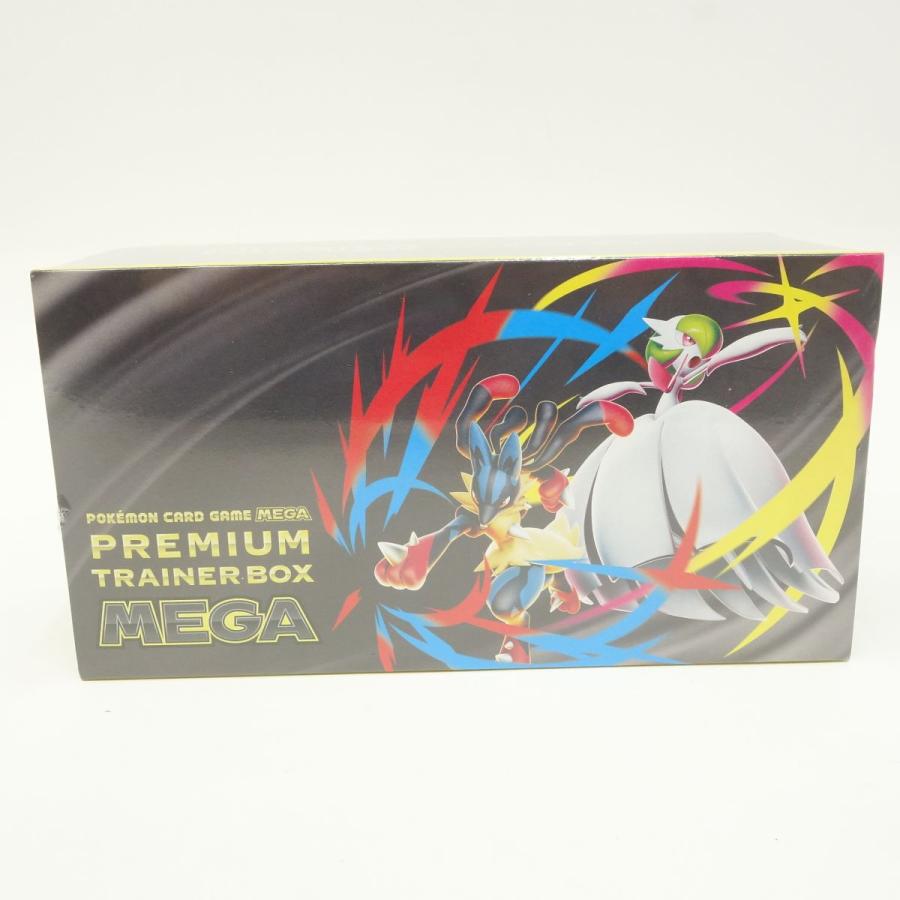 POKÉMON CARD GAME MEGA
PREMIUM
TRAINER BOX
MEGA